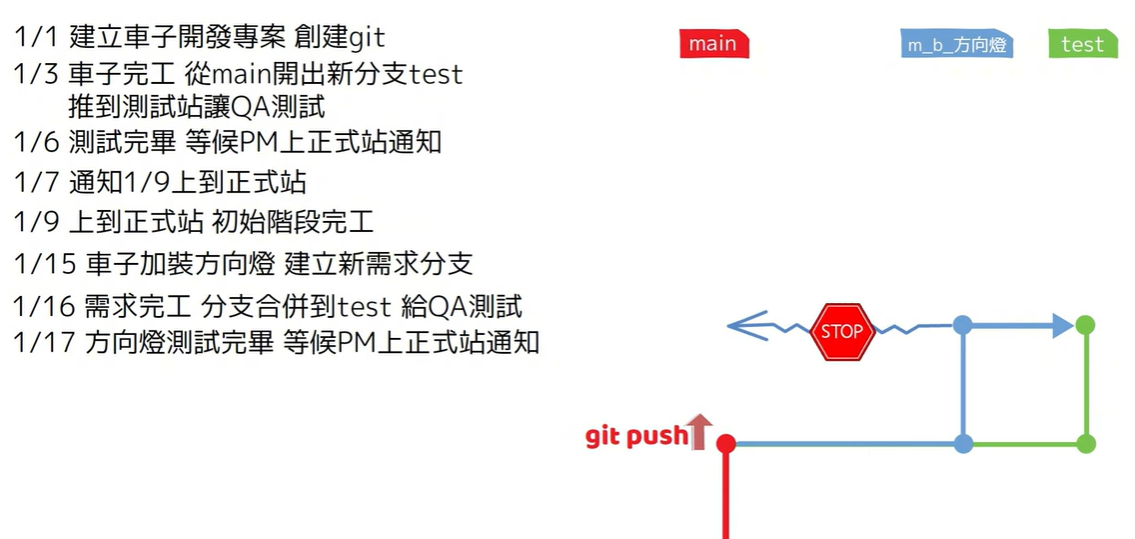 1/1 建立車子開發專案 創建git
1/3 車子完工 從main開出新分支test
推到測試站讓QA測試
1/6 測試完畢 等候PM上正式站通知
1/7 通知1/9上到正式站
1/9 上到正式站 初始階段完工
1/15 車子加裝方向燈 建立新需求分支
1/16 需求完工 分支合併到test 給QA測試
1/17 方向燈測試完畢 等候PM上正式站通知
main
m_b_方向燈
test
STOP
git push